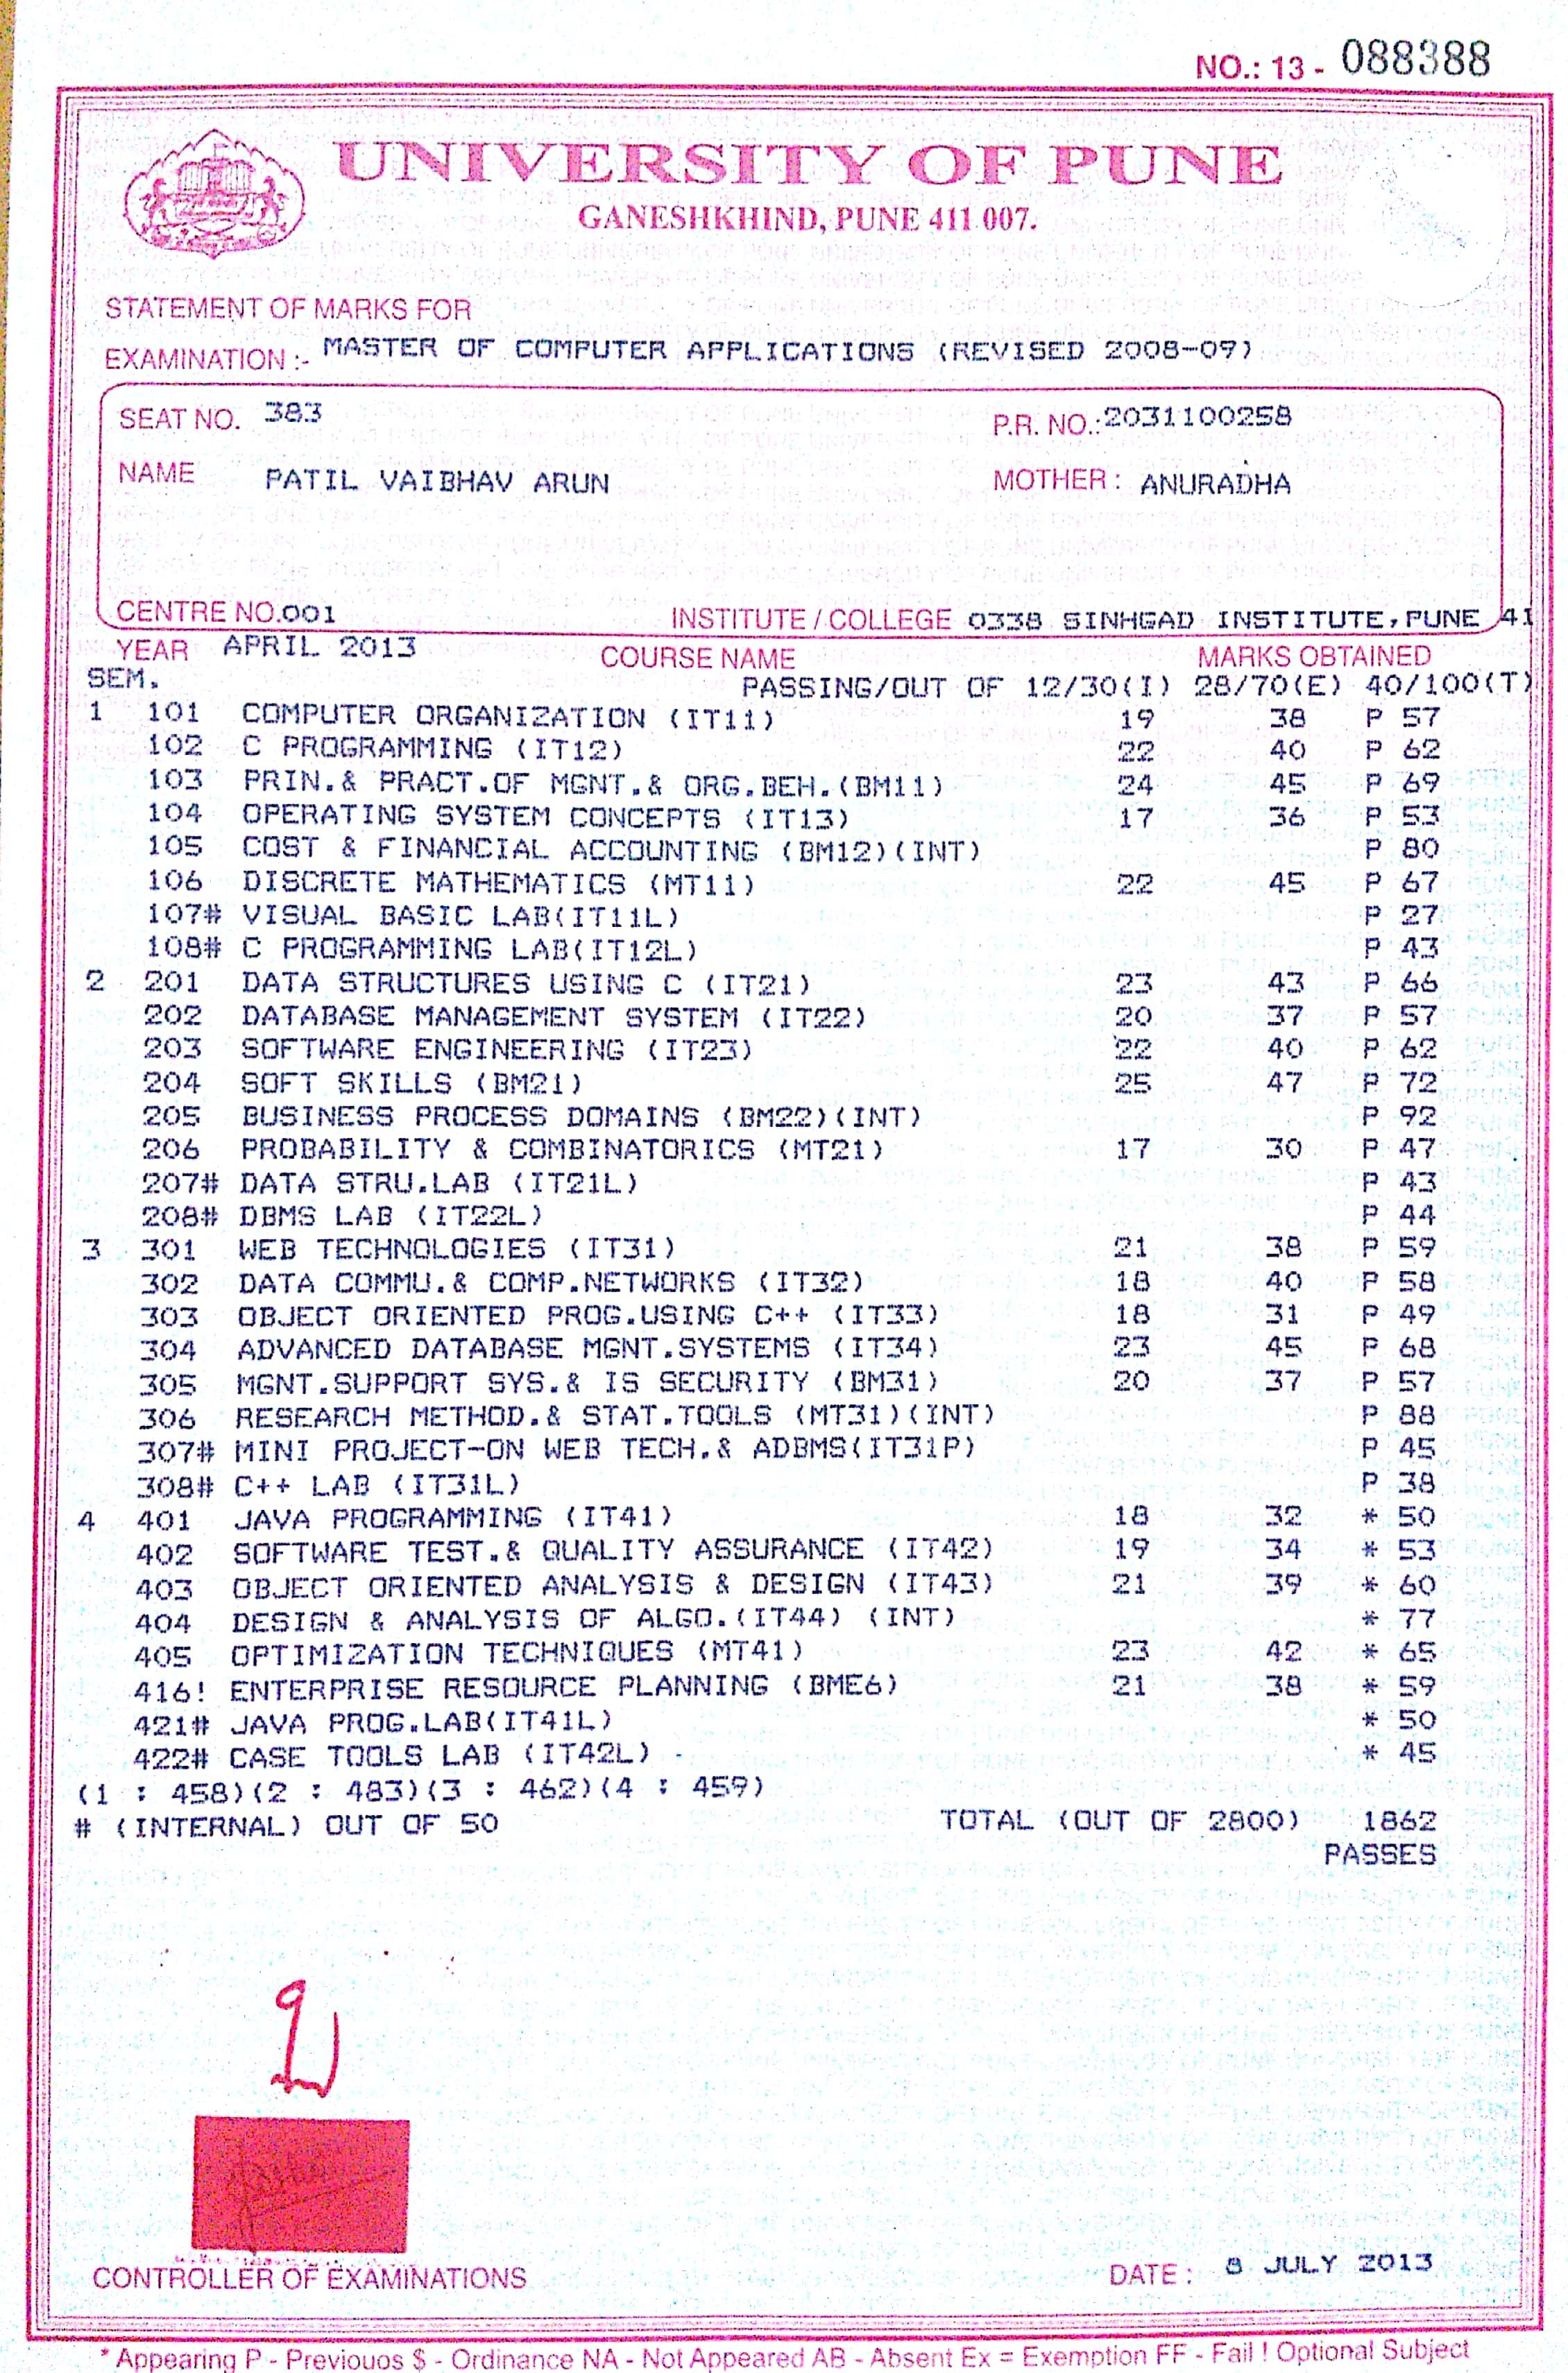 NO.: 13 - 088388
UNIVERSITY OF PUNE
GANESHKHIND, PUNE 411 007.
STATEMENT OF MARKS FOR
EXAMINATION :- MASTER OF COMPUTER APPLICATIONS (REVISED 2008-09)
SEAT NO. 383 P.R. NO.: 2031100258
NAME PATIL VAIBHAV ARUN MOTHER : ANURADHA
CENTRE NO. 001 INSTITUTE / COLLEGE 0338 SINHGAD INSTITUTE, PUNE 41
YEAR APRIL 2013 COURSE NAME MARKS OBTAINED
SEM. PASSING/OUT OF 12/30(I) 28/70(E) 40/100(T)
1 101 COMPUTER ORGANIZATION (IT11) 19 38 P 57
102 C PROGRAMMING (IT12) 22 40 P 62
103 PRIN.& PRACT.OF MGNT.& ORG.BEH.(BM11) 24 45 P 69
104 OPERATING SYSTEM CONCEPTS (IT13) 17 36 P 53
105 COST & FINANCIAL ACCOUNTING (BM12)(INT) P 80
106 DISCRETE MATHEMATICS (MT11) 22 45 P 67
107# VISUAL BASIC LAB(IT11L) P 27
108# C PROGRAMMING LAB(IT12L) P 43
2 201 DATA STRUCTURES USING C (IT21) 23 43 P 66
202 DATABASE MANAGEMENT SYSTEM (IT22) 20 37 P 57
203 SOFTWARE ENGINEERING (IT23) 22 40 P 62
204 SOFT SKILLS (BM21) 25 47 P 72
205 BUSINESS PROCESS DOMAINS (BM22)(INT) P 92
206 PROBABILITY & COMBINATORICS (MT21) 17 30 P 47
207# DATA STRU.LAB (IT21L) P 43
208# DBMS LAB (IT22L) P 44
3 301 WEB TECHNOLOGIES (IT31) 21 38 P 59
302 DATA COMMU.& COMP.NETWORKS (IT32) 18 40 P 58
303 OBJECT ORIENTED PROG.USING C++ (IT33) 18 31 P 49
304 ADVANCED DATABASE MGNT.SYSTEMS (IT34) 23 45 P 68
305 MGNT.SUPPORT SYS.& IS SECURITY (BM31) 20 37 P 57
306 RESEARCH METHOD.& STAT.TOOLS (MT31)(INT) P 88
307# MINI PROJECT-ON WEB TECH.& ADBMS(IT31P) P 45
308# C++ LAB (IT31L) P 38
4 401 JAVA PROGRAMMING (IT41) 18 32 * 50
402 SOFTWARE TEST.& QUALITY ASSURANCE (IT42) 19 34 * 53
403 OBJECT ORIENTED ANALYSIS & DESIGN (IT43) 21 39 * 60
404 DESIGN & ANALYSIS OF ALGO.(IT44) (INT) * 77
405 OPTIMIZATION TECHNIQUES (MT41) 23 42 * 65
416! ENTERPRISE RESOURCE PLANNING (BME6) 21 38 * 59
421# JAVA PROG.LAB(IT41L) * 50
422# CASE TOOLS LAB (IT42L) * 45
(1 : 458)(2 : 483)(3 : 462)(4 : 459)
# (INTERNAL) OUT OF 50 TOTAL (OUT OF 2800) 1862
PASSES
CONTROLLER OF EXAMINATIONS DATE : 8 JULY 2013
* Appearing P - Previouos $ - Ordinance NA - Not Appeared AB - Absent Ex = Exemption FF - Fail ! Optional Subject